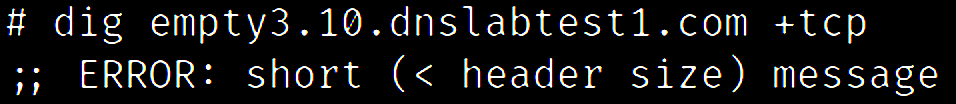 # dig empty3.10.dnslabtest1.com +tcp
;; ERROR: short (< header size) message